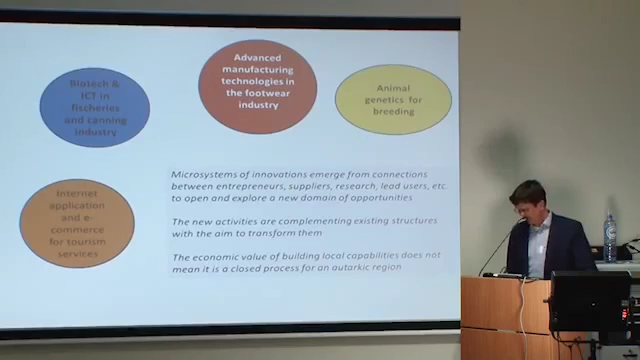 Biotech &
ICT in
fischeries
and canning
industry
Advanced
manufacturing
technologies in
the footwear
industry
Animal
genetics for
breeding
Internet
application
and e-
commerce
for tourism
services
Microsystems of innovations emerge from connections
between entrepreneurs, suppliers, research, lead users, etc.
to open and explore a new domain of opportunities
The new activities are complementing existing structures
with the aim to transform them
The economic value of building local capabilities does not
mean it is a closed process for an autarkic region